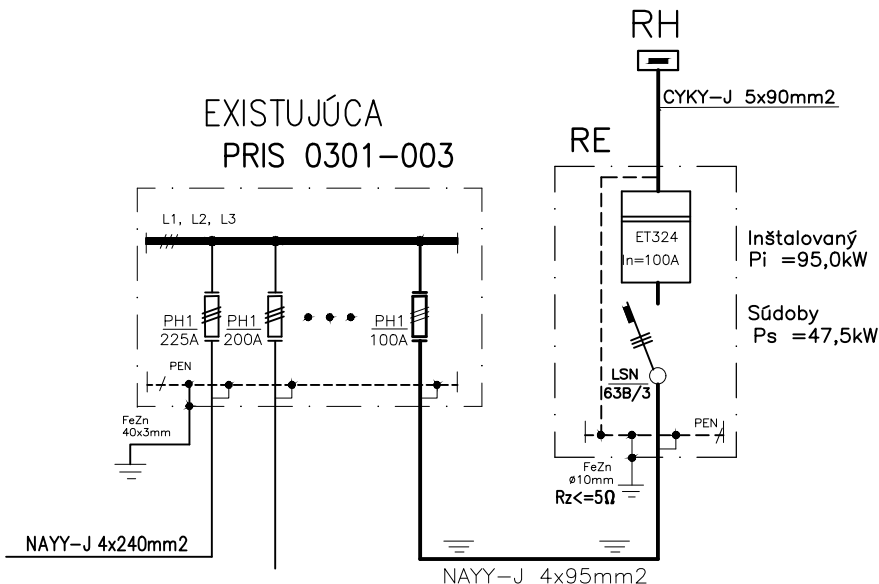 RH
CYKY-J 5x90mm2
EXISTUJÚCA
PRIS 0301-003
RE
L1, L2, L3
ET324
In=100A
Inštalovaný
Pi =95,0kW
Súdoby
Ps =47,5kW
PH1
225A
PH1
200A
PH1
100A
LSN
63B/3
PEN
PEN
FeZn
40x3mm
FeZn
ø10mm
Rz<=5Ω
NAYY-J 4x240mm2
NAYY-J 4x95mm2